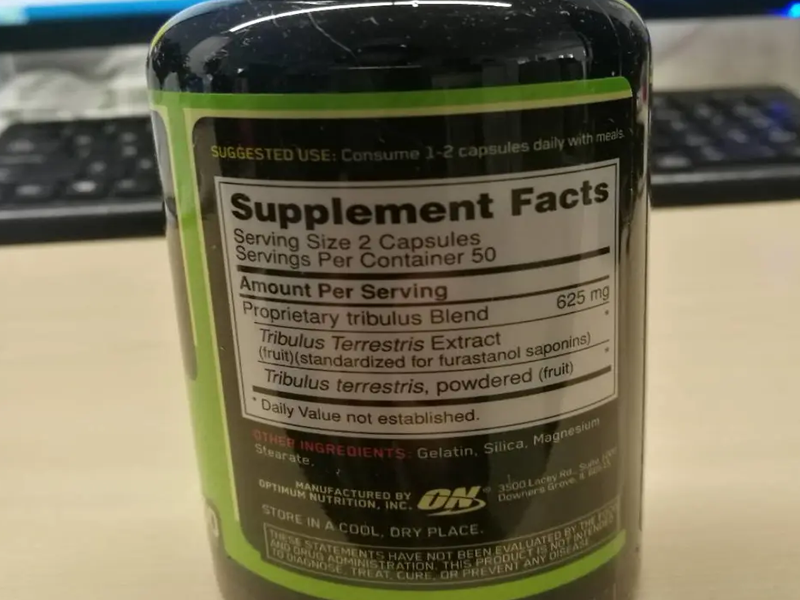 SUGGESTED USE: Consume 1-2 capsules daily with meals.
Supplement Facts
Serving Size 2 Capsules
Servings Per Container 50
Amount Per Serving
Proprietary tribulus Blend 625 mg
*
Tribulus Terrestris Extract
(fruit)(standardized for furastanol saponins) *
Tribulus terrestris, powdered (fruit)
* Daily Value not established.
OTHER INGREDIENTS: Gelatin, Silica, Magnesium
Stearate.
MANUFACTURED BY
OPTIMUM NUTRITION, INC.
ON®
3500 Lacey Rd., Suite
Downers Grove, IL
STORE IN A COOL, DRY PLACE.
THESE STATEMENTS HAVE NOT BEEN EVALUATED BY THE FOOD
AND DRUG ADMINISTRATION. THIS PRODUCT IS NOT INTENDED
TO DIAGNOSE, TREAT, CURE, OR PREVENT ANY DISEASE.